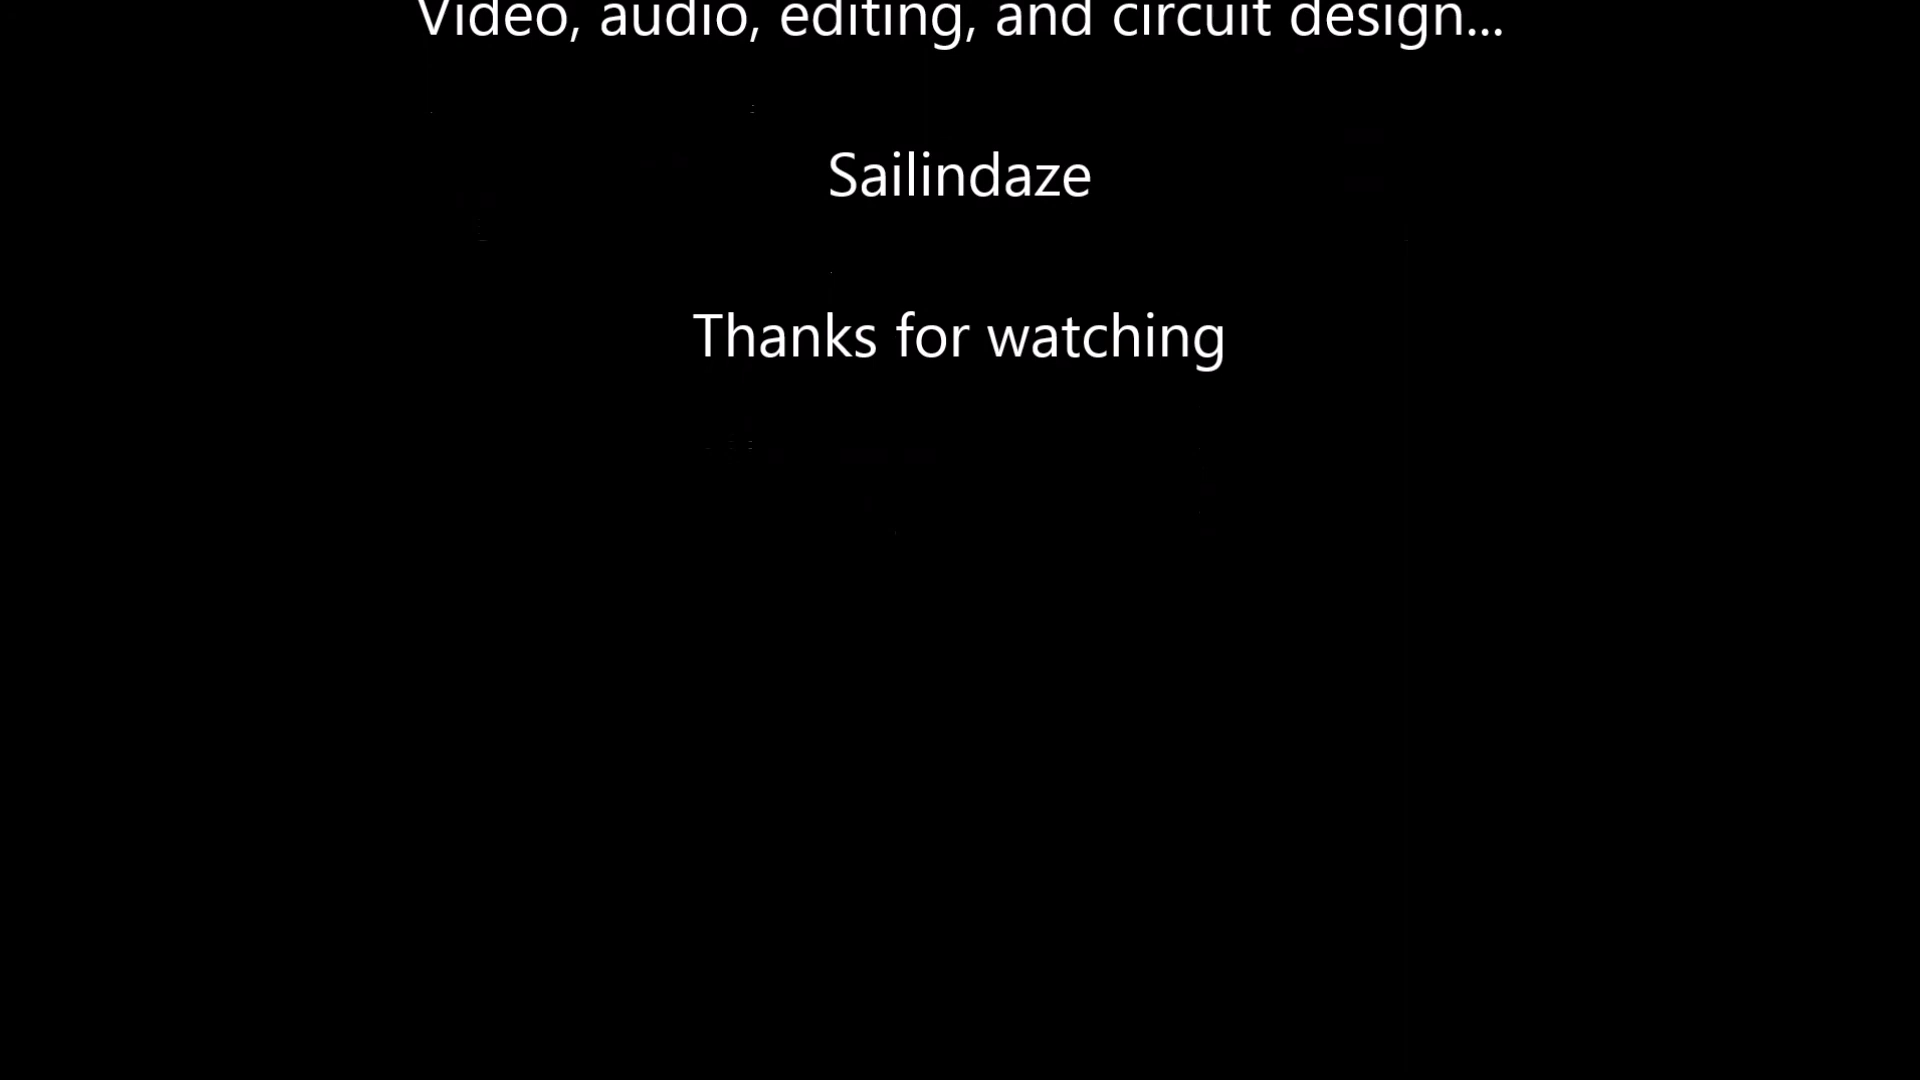 Video, audio, editing, and circuit design...
Sailindaze
Thanks for watching